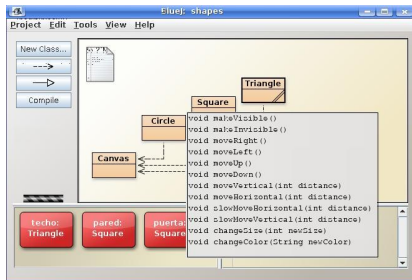 BlueJ: shapes
Project Edit Tools View Help
New Class...
Compile
Triangle
Square
Circle
Canvas
void makeVisible()
void makeInvisible()
void moveRight()
void moveLeft()
void moveUp()
void moveDown()
void moveVertical(int distance)
void moveHorizontal(int distance)
void slowMoveHorizontal(int distance)
void slowMoveVertical(int distance)
void changeSize(int newSize)
void changeColor(String newColor)
techo:
Triangle
pared:
Square
puerta:
Square